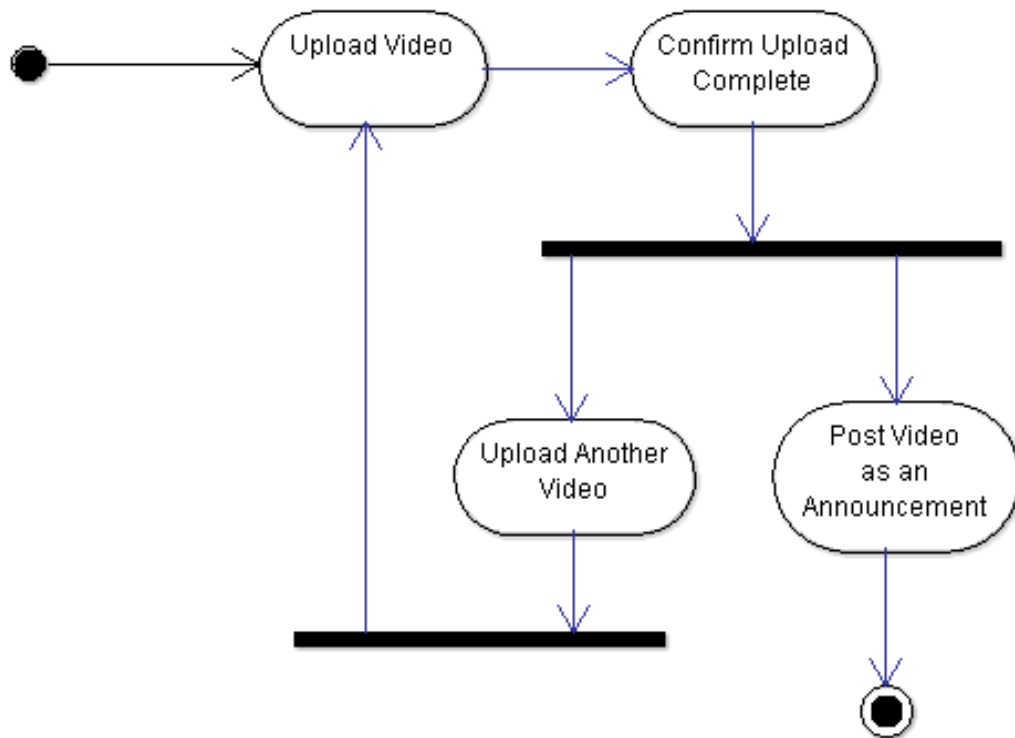 Upload Video
Confirm Upload
Complete
Upload Another
Video
Post Video
as an
Announcement